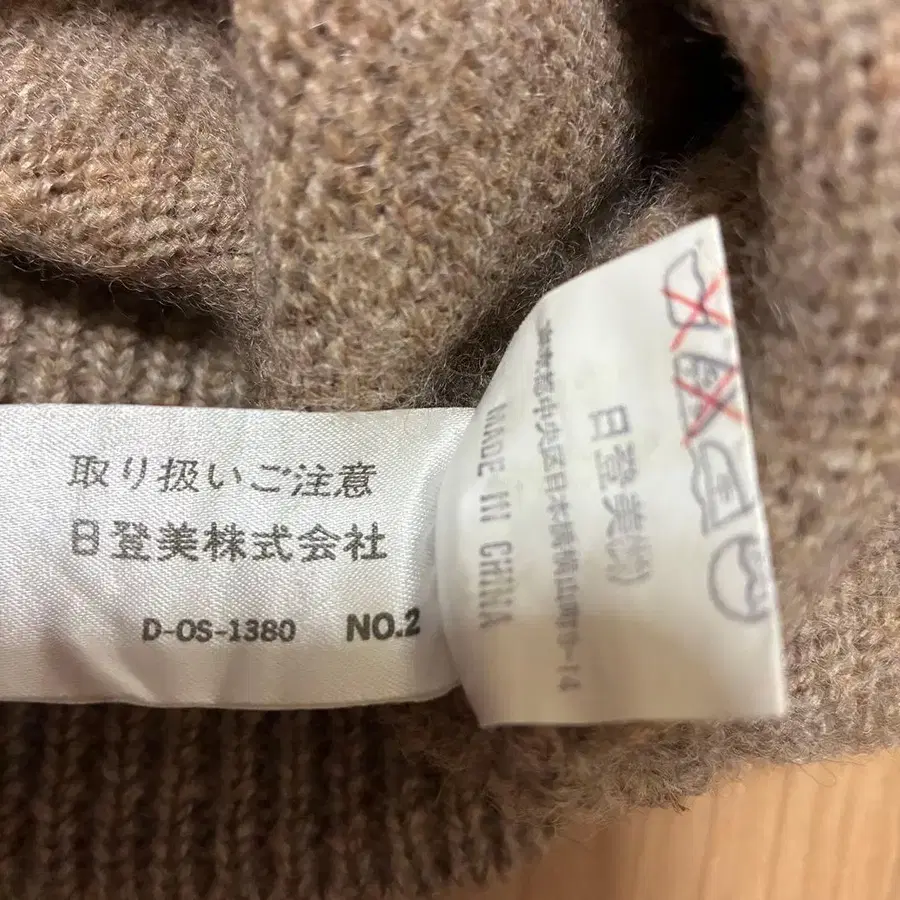 取り扱いご注意
日登美株式会社
D-OS-1380 NO.2
日登美㈱
MADE IN CHINA